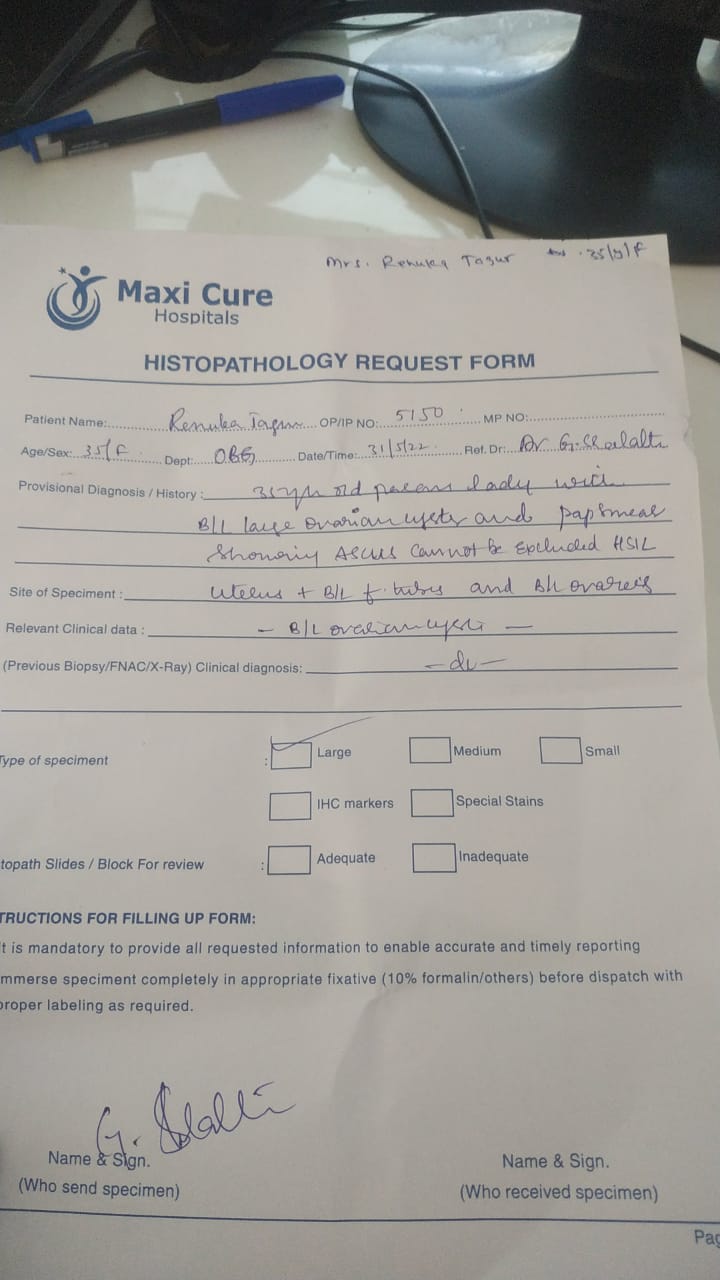 Mrs. Renuka Tagur 35/y/F
Maxi Cure
Hospitals
HISTOPATHOLOGY REQUEST FORM
Patient Name: Renuka Tagur OP/IP NO: 5150 MP NO:
Age/Sex: 35/F Dept: OBG Date/Time: 31/5/22 Ref. Dr: Dr G.
Provisional Diagnosis / History : 35yr old lady with
B/L large ovarian cysts and papsmear
showing ASCUS cannot be excluded HSIL
Site of Speciment : Uterus + B/L f. tubes and B/L ovaries
Relevant Clinical data : - B/L ovarian cysts -
(Previous Biopsy/FNAC/X-Ray) Clinical diagnosis:
Type of speciment : Large Medium Small
IHC markers Special Stains
topath Slides / Block For review : Adequate Inadequate
TRUCTIONS FOR FILLING UP FORM:
t is mandatory to provide all requested information to enable accurate and timely reporting
mmerse speciment completely in appropriate fixative (10% formalin/others) before dispatch with
proper labeling as required.
G.
Name & Sign. Name & Sign.
(Who send specimen) (Who received specimen)
Pag